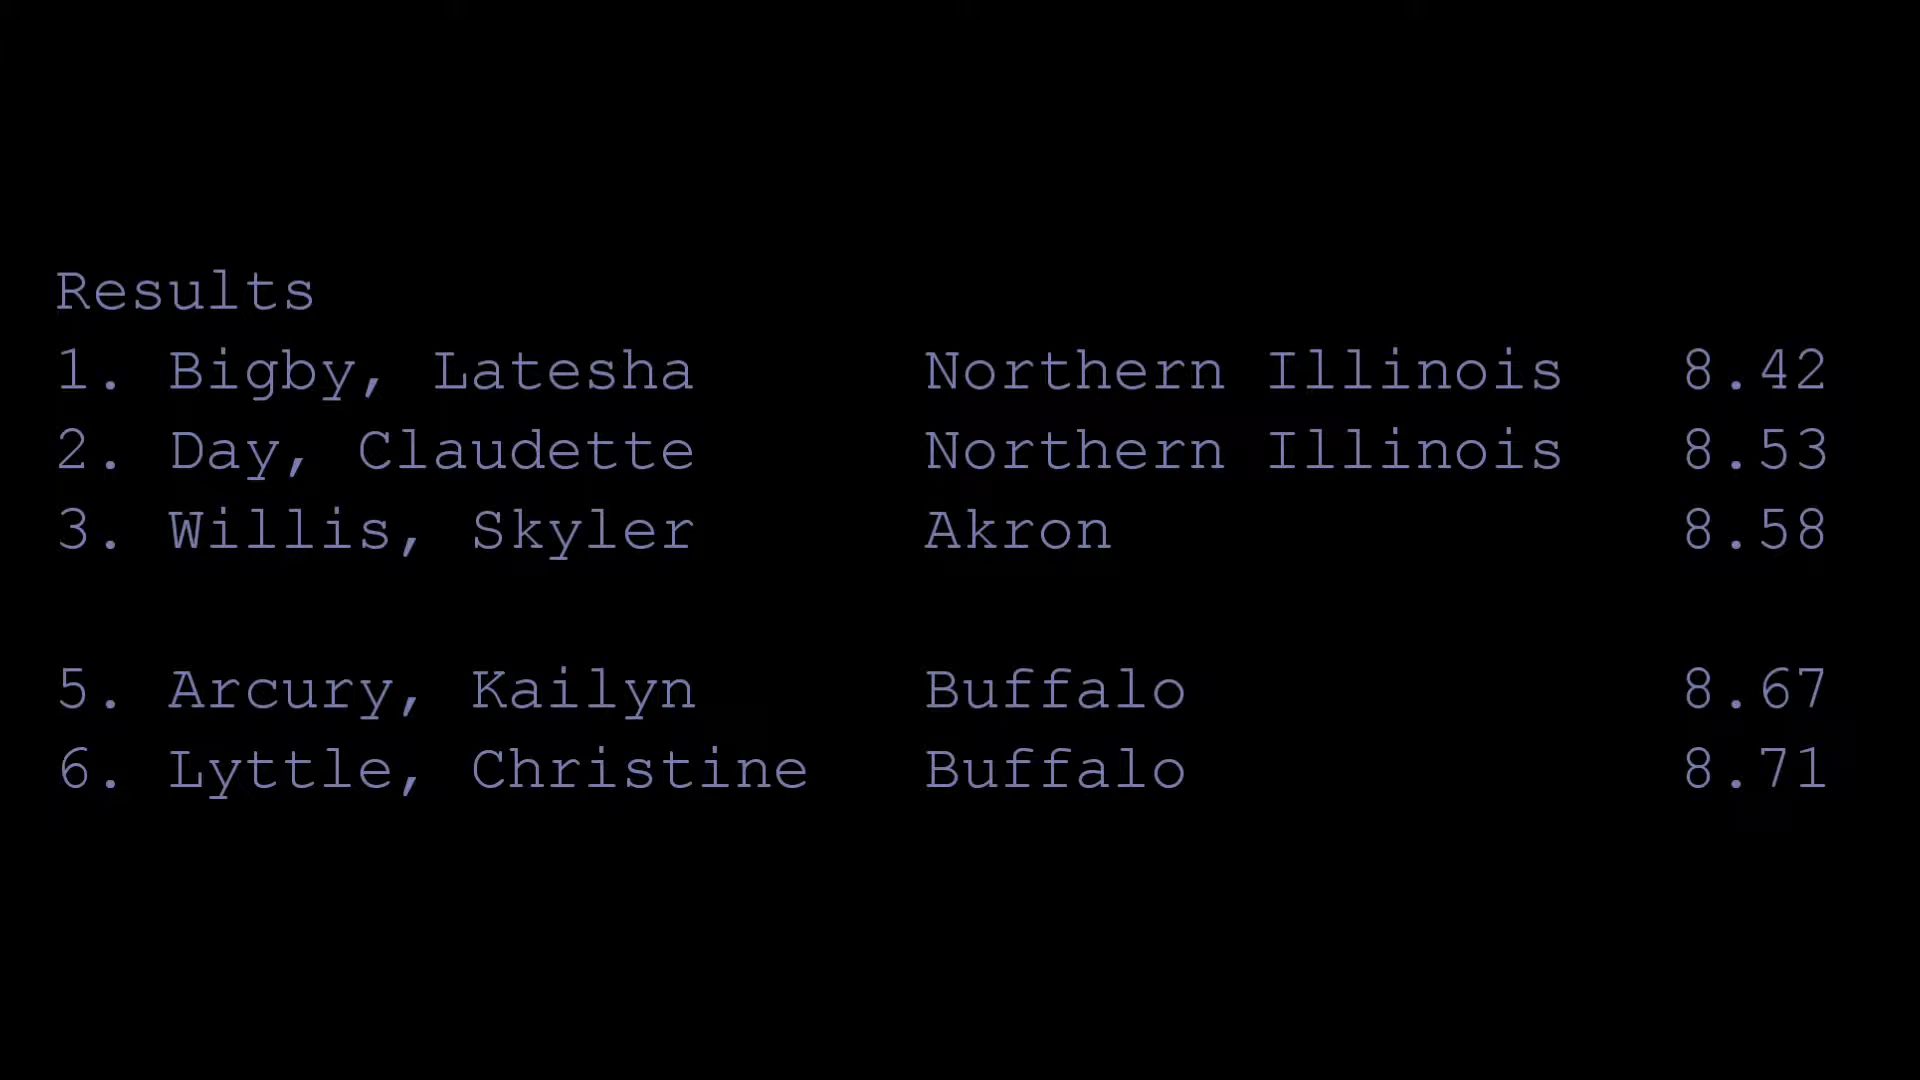 Results
1. Bigby, Latesha Northern Illinois 8.42
2. Day, Claudette Northern Illinois 8.53
3. Willis, Skyler Akron 8.58
5. Arcury, Kailyn Buffalo 8.67
6. Lyttle, Christine Buffalo 8.71